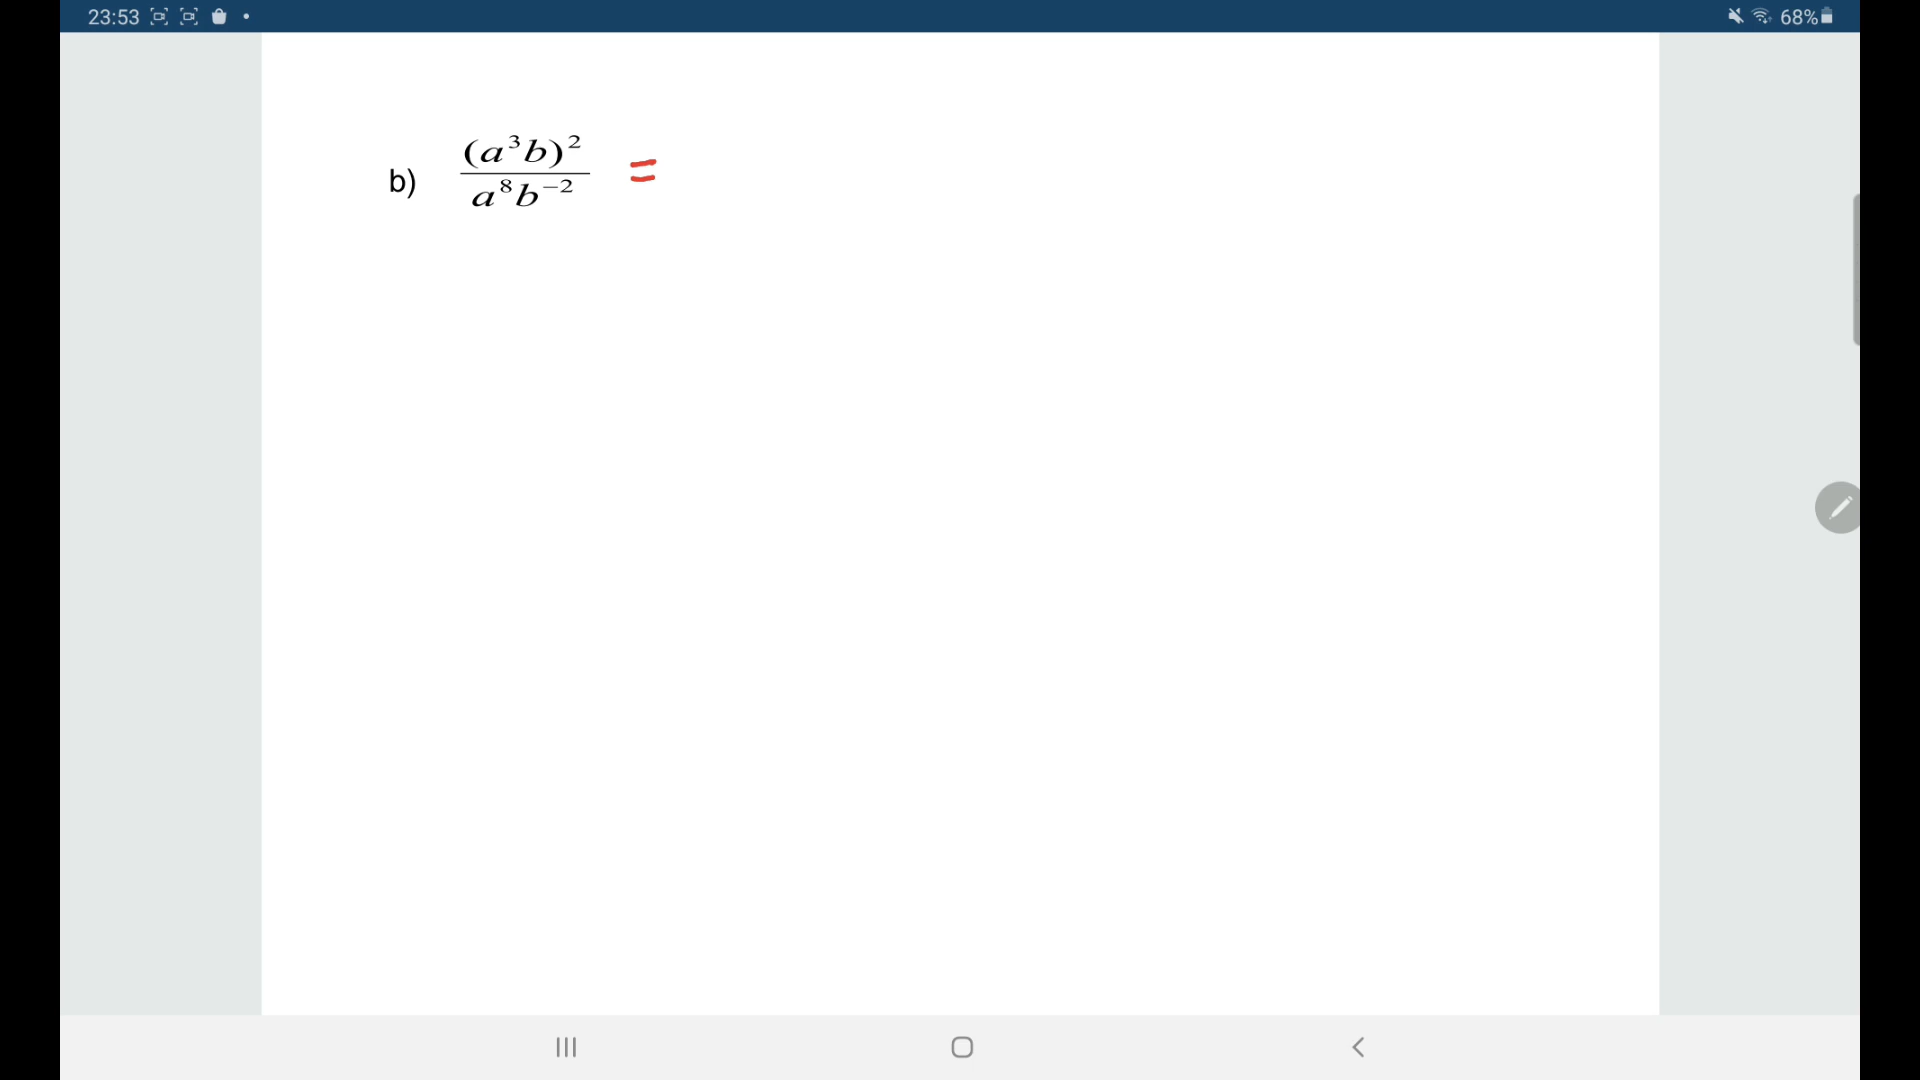 23:53
68%
b) (a³b)² / a⁸b⁻² =